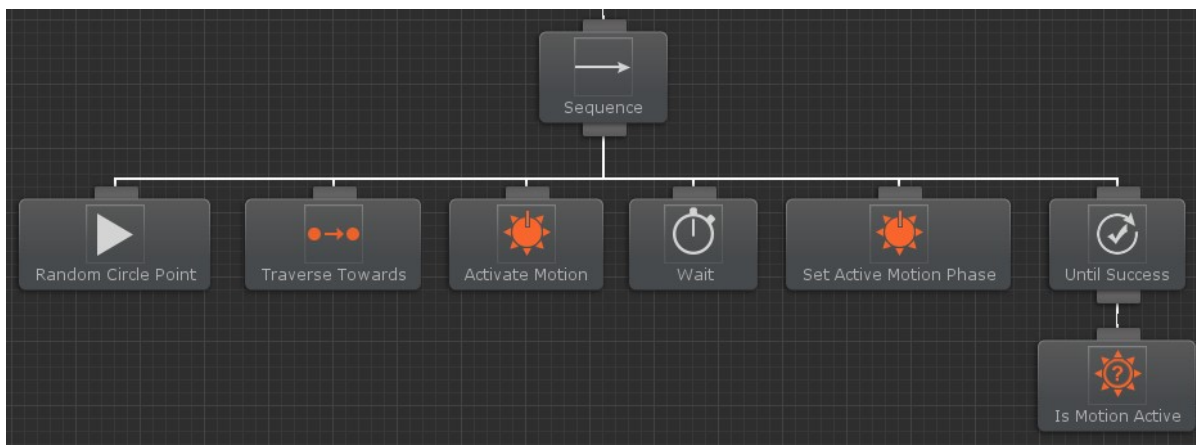 Sequence
Random Circle Point
Traverse Towards
Activate Motion
Wait
Set Active Motion Phase
Until Success
Is Motion Active